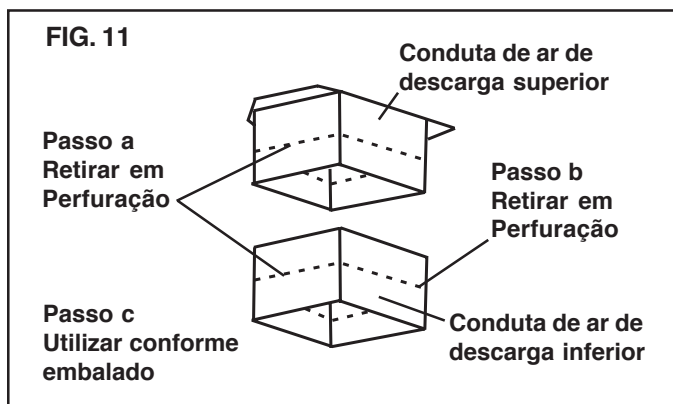 FIG. 11
Conduta de ar de
descarga superior
Passo a
Retirar em
Perfuração
Passo b
Retirar em
Perfuração
Passo c
Utilizar conforme
embalado
Conduta de ar de
descarga inferior